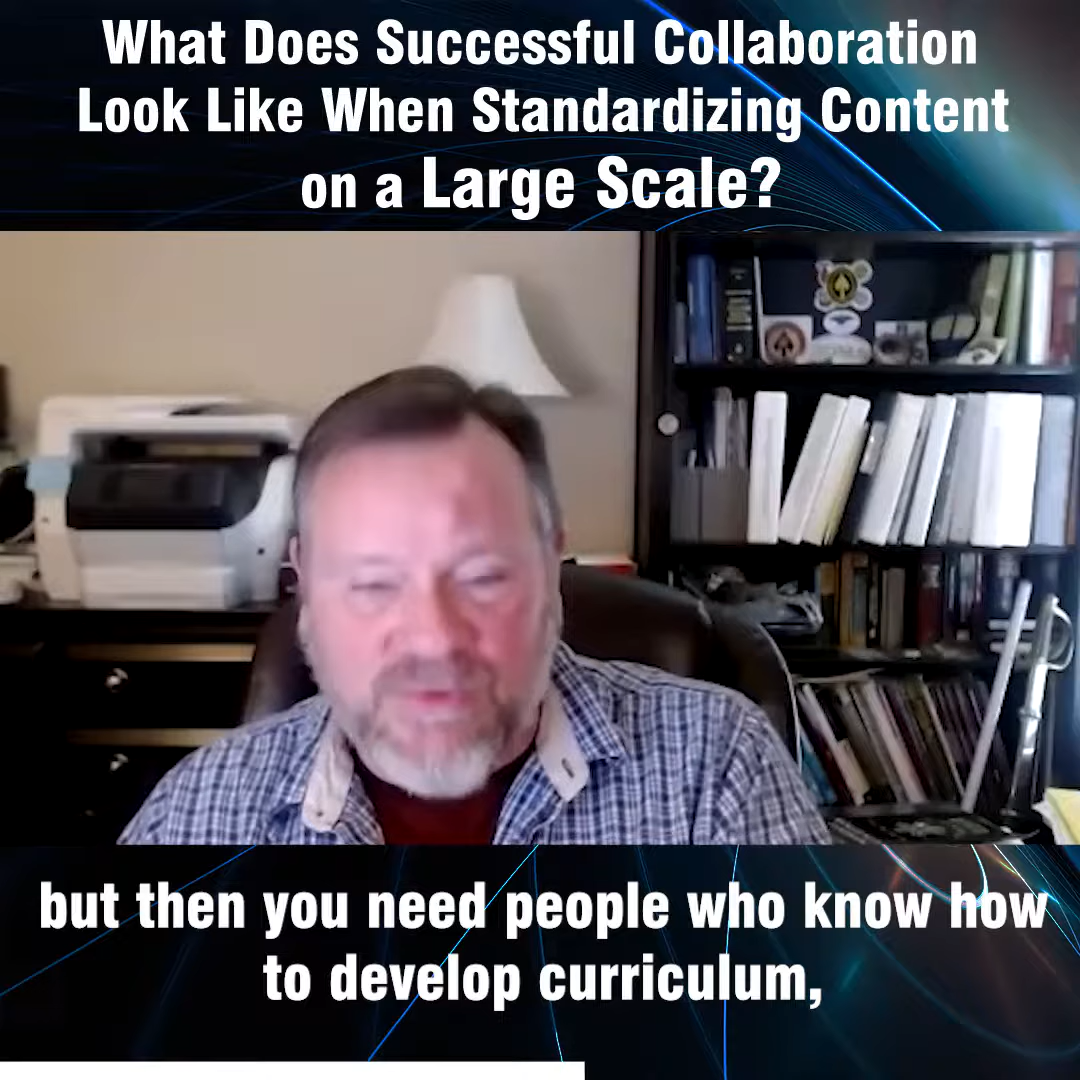 What Does Successful Collaboration
Look Like When Standardizing Content
on a Large Scale?
but then you need people who know how
to develop curriculum,